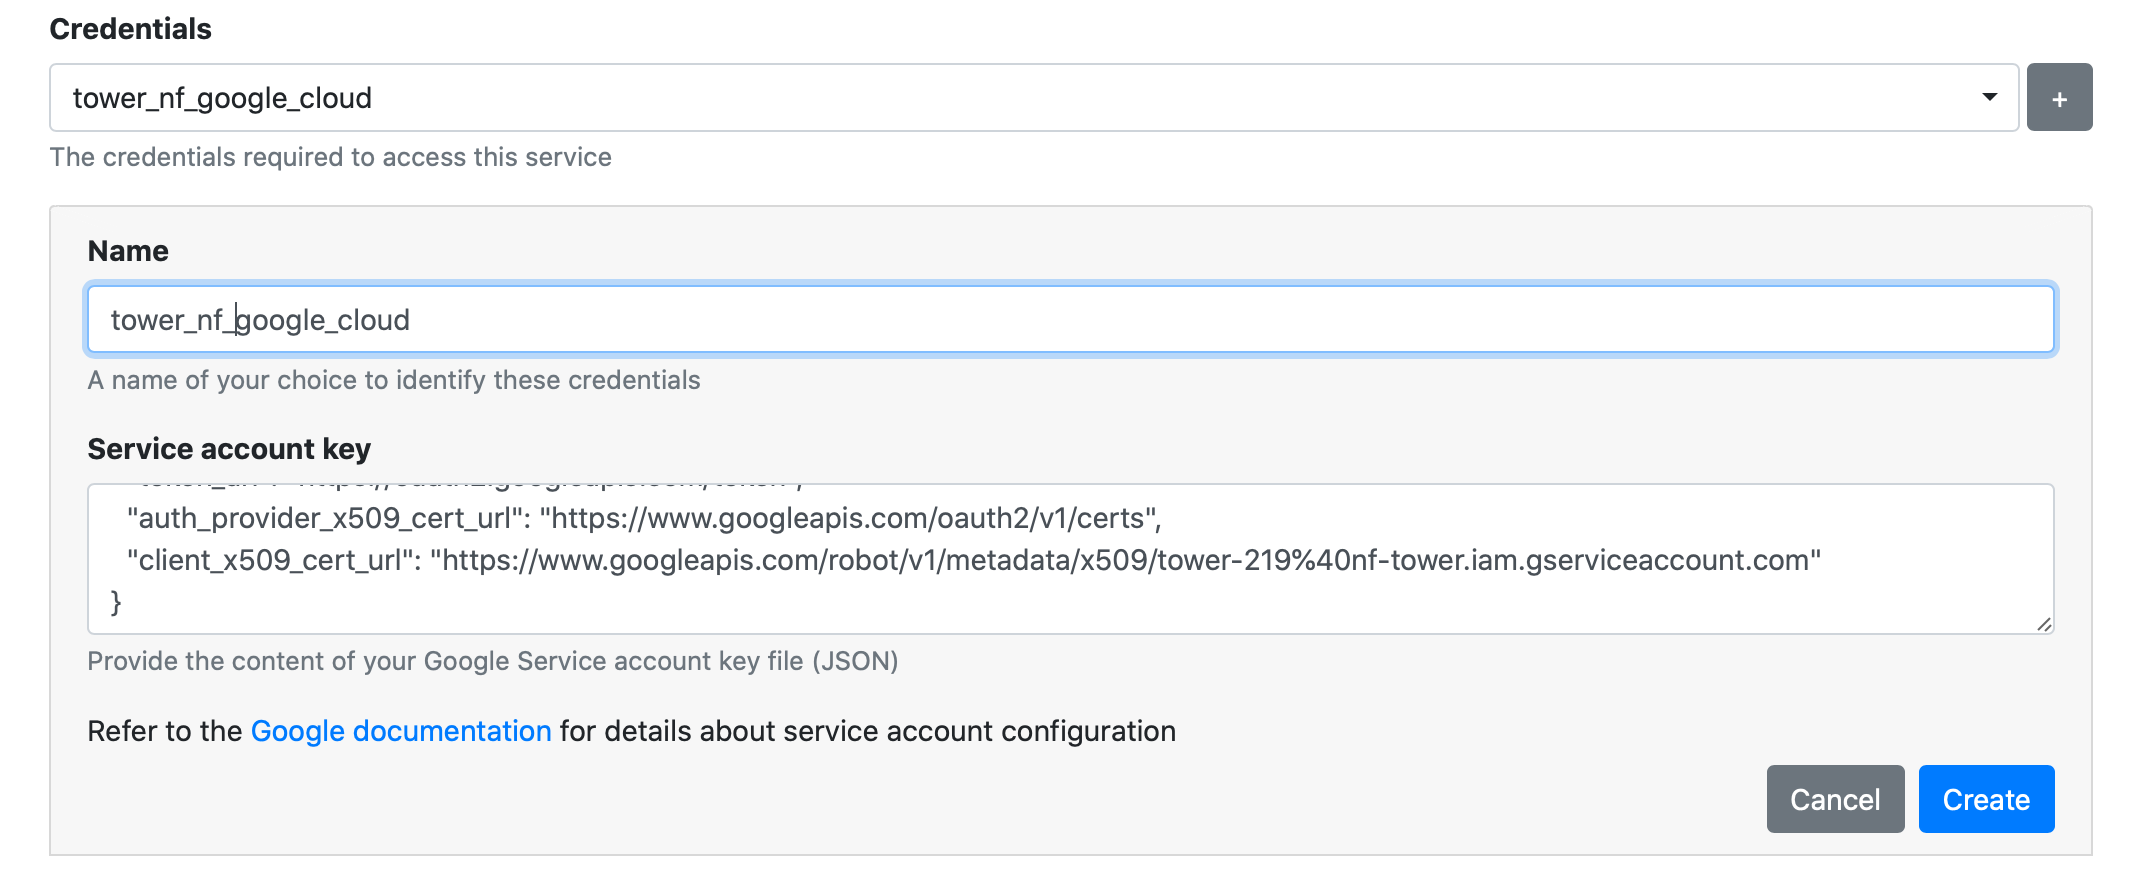 Credentials
tower_nf_google_cloud
+
The credentials required to access this service
Name
tower_nf_google_cloud
A name of your choice to identify these credentials
Service account key
"auth_provider_x509_cert_url": "https://www.googleapis.com/oauth2/v1/certs",
"client_x509_cert_url": "https://www.googleapis.com/robot/v1/metadata/x509/tower-219%40nf-tower.iam.gserviceaccount.com"
}
Provide the content of your Google Service account key file (JSON)
Refer to the Google documentation for details about service account configuration
Cancel
Create